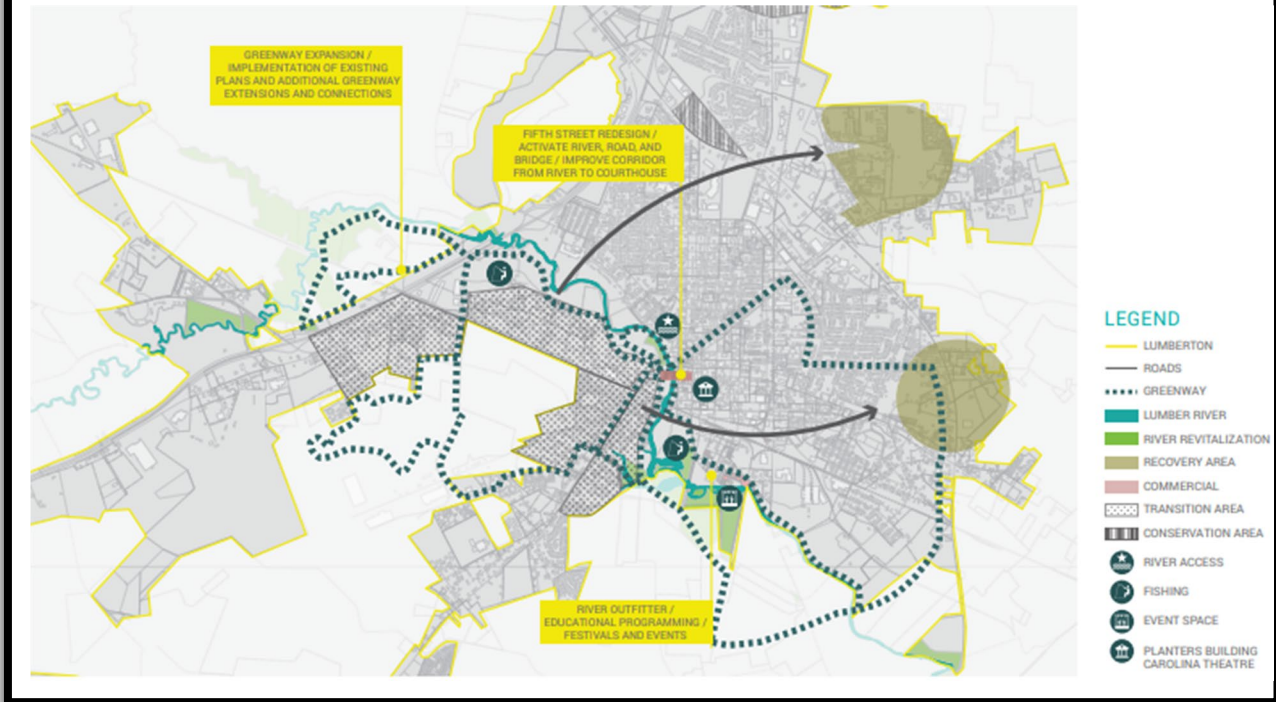 GREENWAY EXPANSION /
IMPLEMENTATION OF EXISTING
PLANS AND ADDITIONAL GREENWAY
EXTENSIONS AND CONNECTIONS
FIFTH STREET REDESIGN /
ACTIVATE RIVER, ROAD, AND
BRIDGE / IMPROVE CORRIDOR
FROM RIVER TO COURTHOUSE
RIVER OUTFITTER /
EDUCATIONAL PROGRAMMING /
FESTIVALS AND EVENTS
LEGEND
LUMBERTON
ROADS
GREENWAY
LUMBER RIVER
RIVER REVITALIZATION
RECOVERY AREA
COMMERCIAL
TRANSITION AREA
CONSERVATION AREA
RIVER ACCESS
FISHING
EVENT SPACE
PLANTERS BUILDING
CAROLINA THEATRE